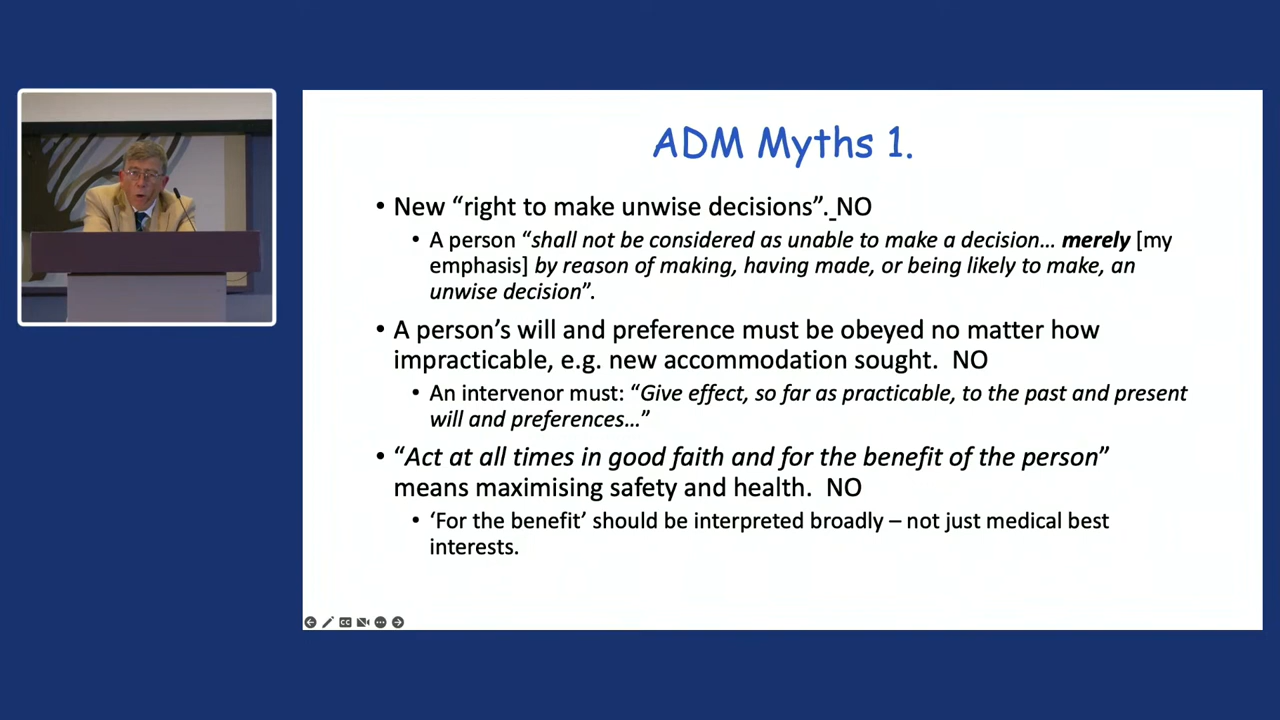 ADM Myths 1.
• New “right to make unwise decisions”. NO
• A person “shall not be considered as unable to make a decision… merely [my
emphasis] by reason of making, having made, or being likely to make, an
unwise decision”.
• A person’s will and preference must be obeyed no matter how
impracticable, e.g. new accommodation sought.  NO
• An intervenor must: “Give effect, so far as practicable, to the past and present
will and preferences…”
• “Act at all times in good faith and for the benefit of the person”
means maximising safety and health.  NO
• ‘For the benefit’ should be interpreted broadly – not just medical best
interests.